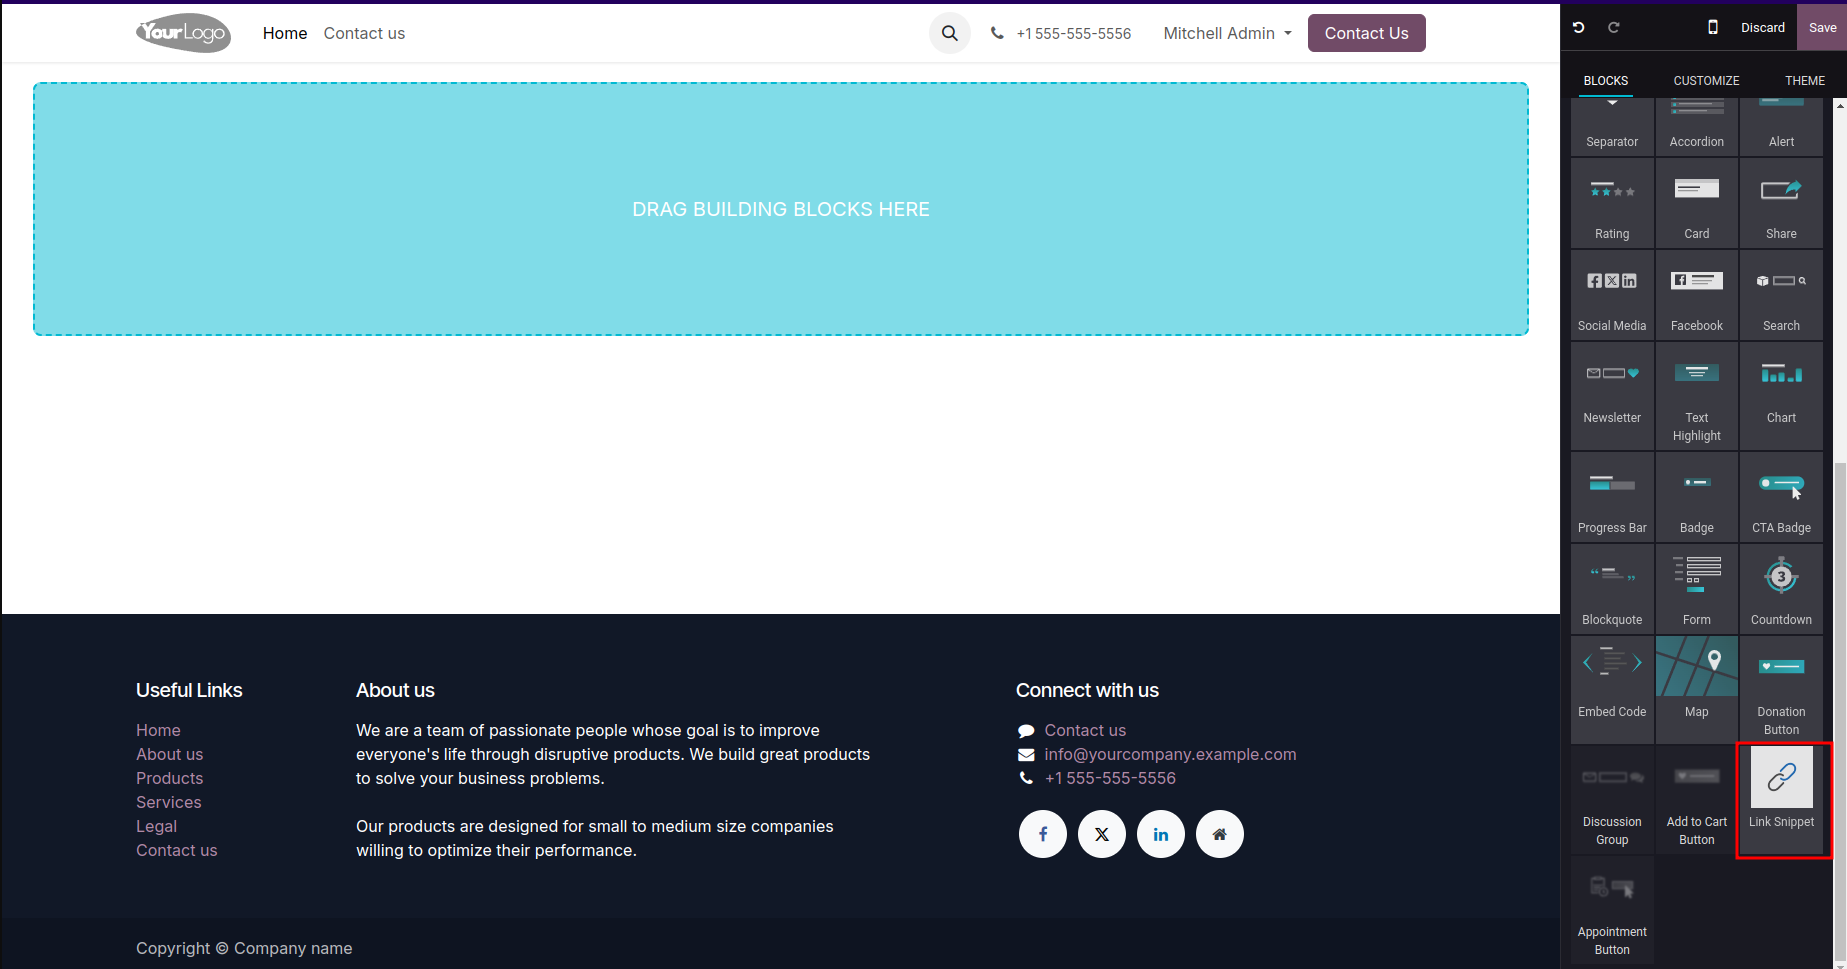 YourLogo
Home
Contact us
+1 555-555-5556
Mitchell Admin
Contact Us
Discard
Save
BLOCKS
CUSTOMIZE
THEME
DRAG BUILDING BLOCKS HERE
Separator
Accordion
Alert
Rating
Card
Share
Social Media
Facebook
Search
Newsletter
Text
Highlight
Chart
Progress Bar
Badge
CTA Badge
Blockquote
Form
3
Countdown
Embed Code
Map
Donation
Button
Discussion
Group
Add to Cart
Button
Link Snippet
Appointment
Button
Useful Links
Home
About us
Products
Services
Legal
Contact us
About us
We are a team of passionate people whose goal is to improve
everyone's life through disruptive products. We build great products
to solve your business problems.
Our products are designed for small to medium size companies
willing to optimize their performance.
Connect with us
Contact us
info@yourcompany.example.com
+1 555-555-5556
Copyright © Company name